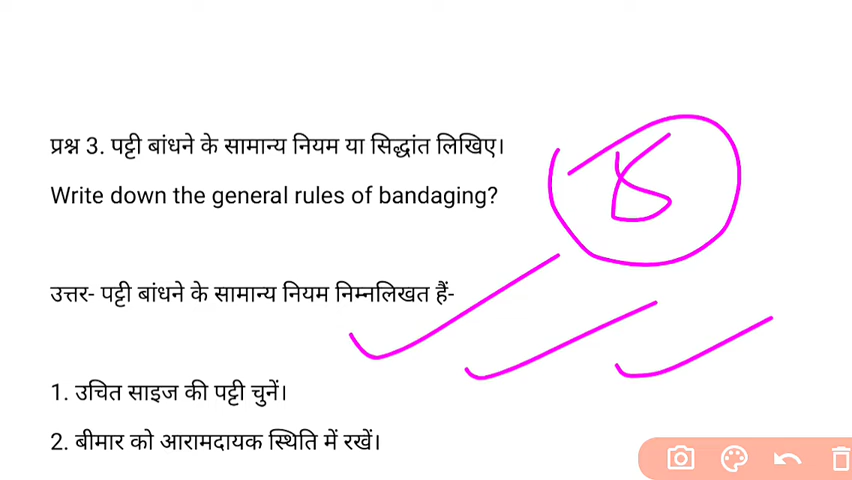 प्रश्न 3. पट्टी बांधने के सामान्य नियम या सिद्धांत लिखिए।
Write down the general rules of bandaging?
8
उत्तर- पट्टी बांधने के सामान्य नियम निम्नलिखत हैं-
1. उचित साइज की पट्टी चुनें।
2. बीमार को आरामदायक स्थिति में रखें।